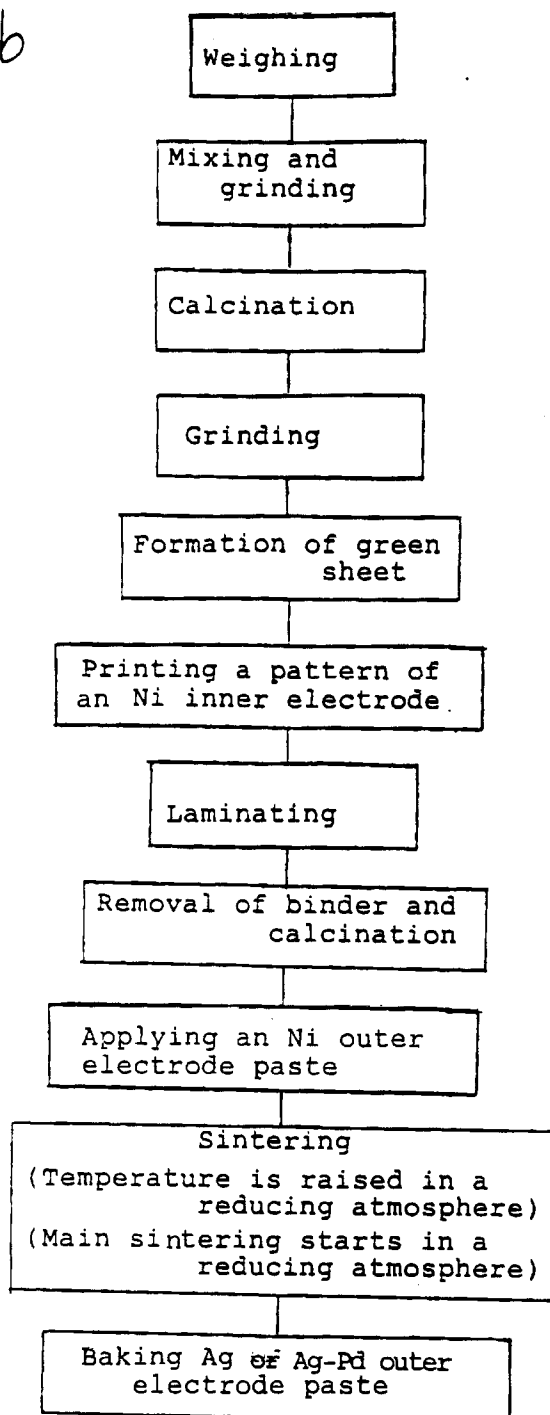 b
Weighing
Mixing and
grinding
Calcination
Grinding
Formation of green
sheet
Printing a pattern of
an Ni inner electrode
Laminating
Removal of binder and
calcination
Applying an Ni outer
electrode paste
Sintering
(Temperature is raised in a
reducing atmosphere)
(Main sintering starts in a
reducing atmosphere)
Baking Ag or Ag-Pd outer
electrode paste